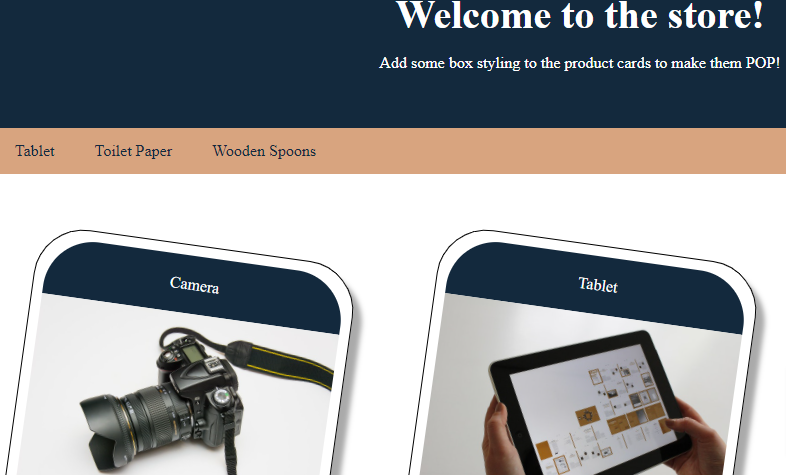 Welcome to the store!
Add some box styling to the product cards to make them POP!
Tablet Toilet Paper Wooden Spoons
Camera
Tablet